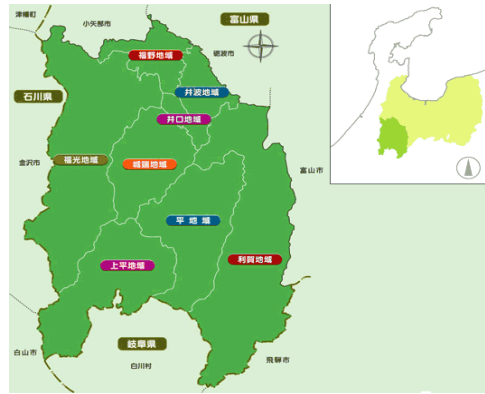 津幡町
小矢部市
富山県
砺波市
福野地域
井波地域
石川県
井口地域
金沢市
福光地域
城端地域
富山市
平地域
利賀地域
上平地域
岐阜県
白山市
白川村
飛騨市